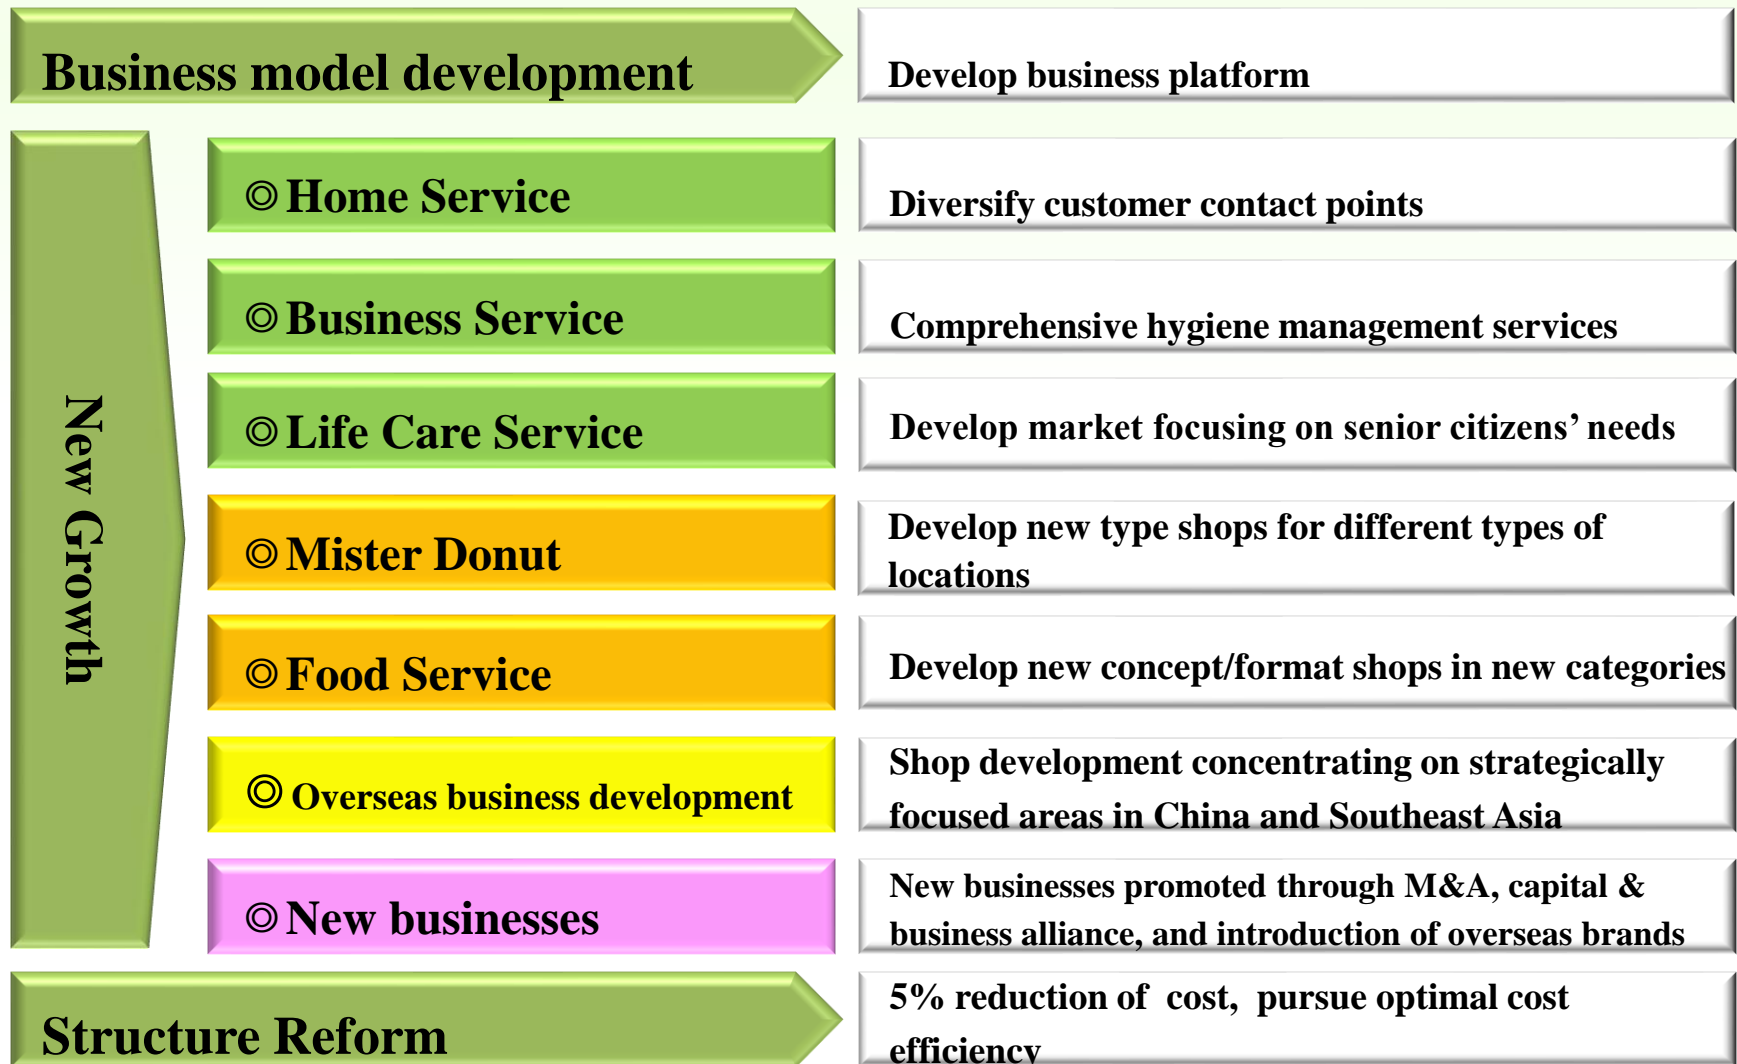 Business model development
Develop business platform
New Growth
◎Home Service
Diversify customer contact points
◎Business Service
Comprehensive hygiene management services
◎Life Care Service
Develop market focusing on senior citizens’ needs
◎Mister Donut
Develop new type shops for different types of
locations
◎Food Service
Develop new concept/format shops in new categories
◎Overseas business development
Shop development concentrating on strategically
focused areas in China and Southeast Asia
◎New businesses
New businesses promoted through M&A, capital &
business alliance, and introduction of overseas brands
Structure Reform
5% reduction of cost, pursue optimal cost
efficiency